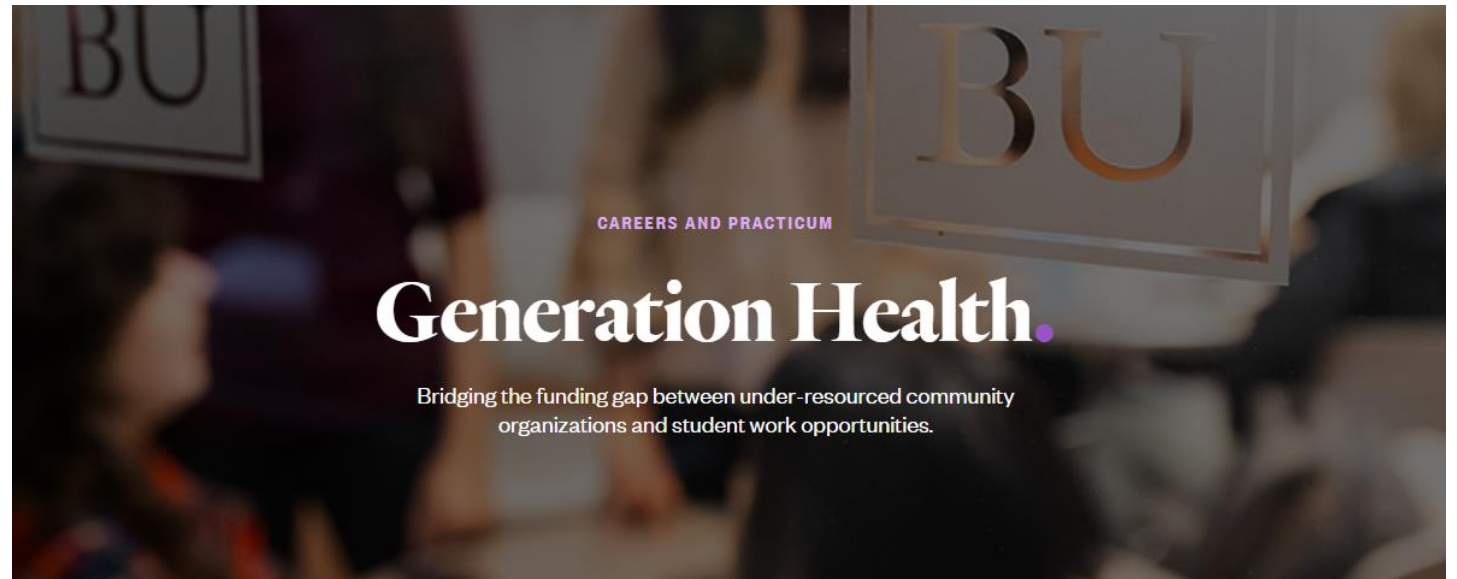 BU
BU
CAREERS AND PRACTICUM
Generation Health.
Bridging the funding gap between under-resourced community
organizations and student work opportunities.